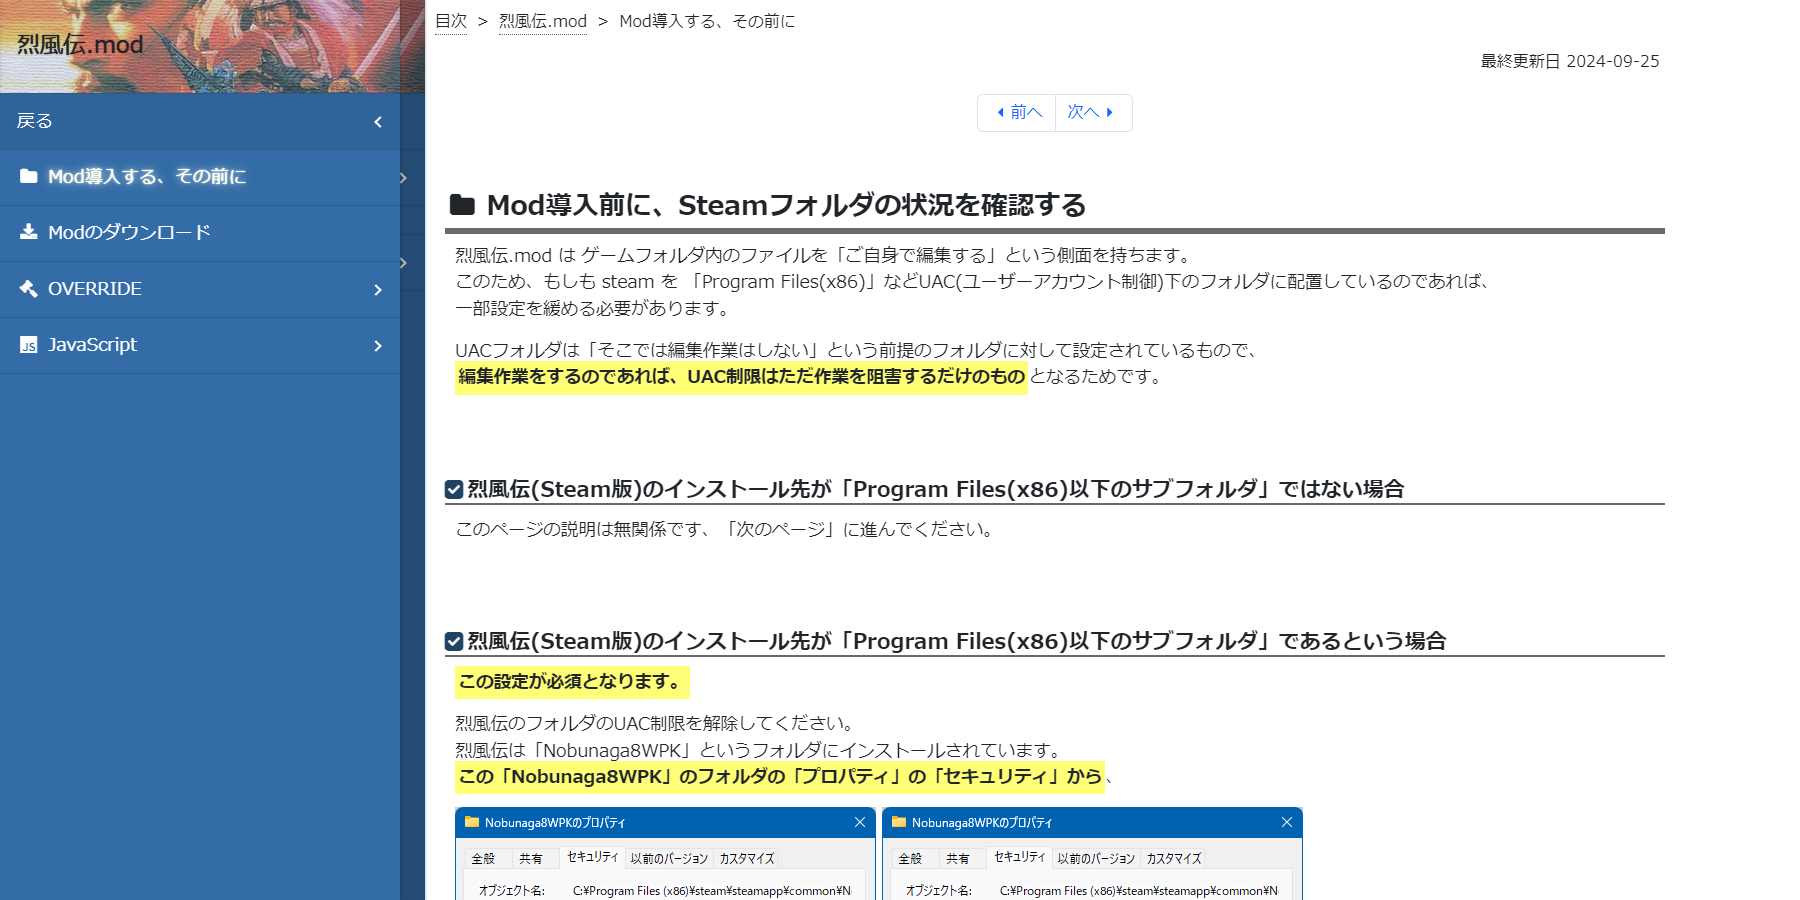 烈風伝.mod
戻る
Mod導入する、その前に
Modのダウンロード
OVERRIDE
JavaScript
目次 > 烈風伝.mod > Mod導入する、その前に
最終更新日 2024-09-25
前へ 次へ
Mod導入前に、Steamフォルダの状況を確認する
烈風伝.mod は ゲームフォルダ内のファイルを「ご自身で編集する」という側面を持ちます。
このため、もしも steam を 「Program Files(x86)」などUAC(ユーザーアカウント制御)下のフォルダに配置しているのであれば、
一部設定を緩める必要があります。
UACフォルダは「そこでは編集作業はしない」という前提のフォルダに対して設定されているもので、
編集作業をするのであれば、UAC制限はただ作業を阻害するだけのものとなるためです。
烈風伝(Steam版)のインストール先が「Program Files(x86)以下のサブフォルダ」ではない場合
このページの説明は無関係です、「次のページ」に進んでください。
烈風伝(Steam版)のインストール先が「Program Files(x86)以下のサブフォルダ」であるという場合
この設定が必須となります。
烈風伝のフォルダのUAC制限を解除してください。
烈風伝は「Nobunaga8WPK」というフォルダにインストールされています。
この「Nobunaga8WPK」のフォルダの「プロパティ」の「セキュリティ」から、
Nobunaga8WPKのプロパティ
全般 共有 セキュリティ 以前のバージョン カスタマイズ
オブジェクト名: C:¥Program Files (x86)¥steam¥steamapp¥common¥N
Nobunaga8WPKのプロパティ
全般 共有 セキュリティ 以前のバージョン カスタマイズ
オブジェクト名: C:¥Program Files (x86)¥steam¥steamapp¥common¥N